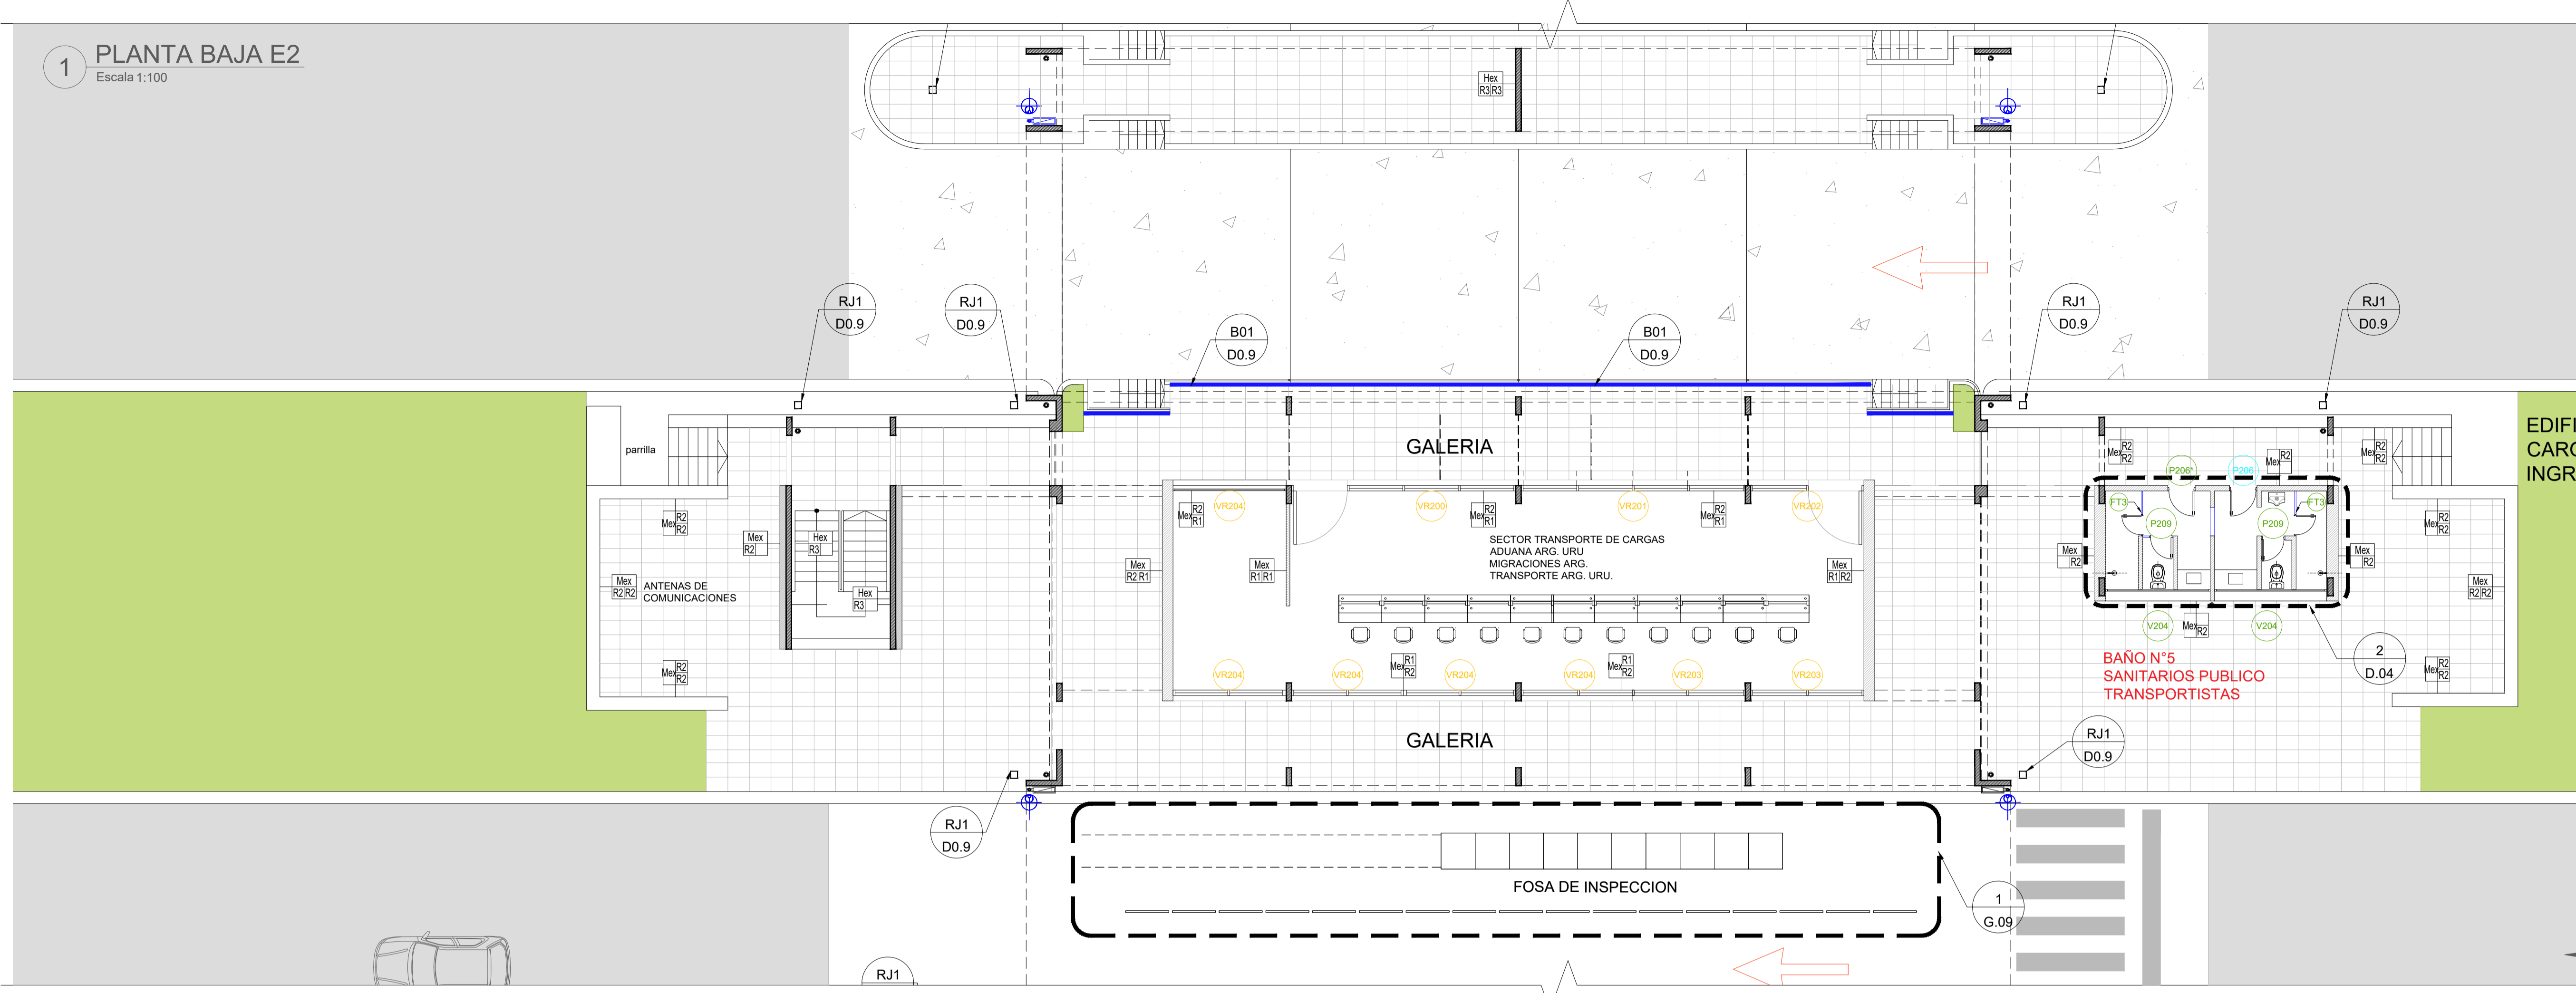 1
PLANTA BAJA E2
Escala 1:100
Hex
R3 R3
RJ1
D0.9
RJ1
D0.9
B01
D0.9
B01
D0.9
RJ1
D0.9
RJ1
D0.9
parrilla
GALERIA
EDIFI
CARG
INGR
Mex
R2
R2
Mex
R2
Mex
R2
R2
P206*
P206
Mex
R2
R2
Mex
R2
Hex
R3
Hex
R3
Mex
R2 R2
ANTENAS DE
COMUNICACIONES
Mex
R2
R2
VR204
VR200
VR201
VR202
Mex
R2
R1
Mex
R2
R1
Mex
R2
R1
SECTOR TRANSPORTE DE CARGAS
ADUANA ARG. URU
MIGRACIONES ARG.
TRANSPORTE ARG. URU.
Mex
R2 R1
Mex
R1 R1
Mex
R1 R2
FT3
FT3
P209
P209
Mex
R2
Mex
R2
Mex
R2
R2
Mex
R2 R2
V204
Mex
R2
V204
2
D.04
Mex
R2
R2
BAÑO N°5
SANITARIOS PUBLICO
TRANSPORTISTAS
Mex
R1
R2
Mex
R1
R2
VR204
VR204
VR204
VR204
VR203
VR203
GALERIA
RJ1
D0.9
RJ1
D0.9
FOSA DE INSPECCION
1
G.09
RJ1